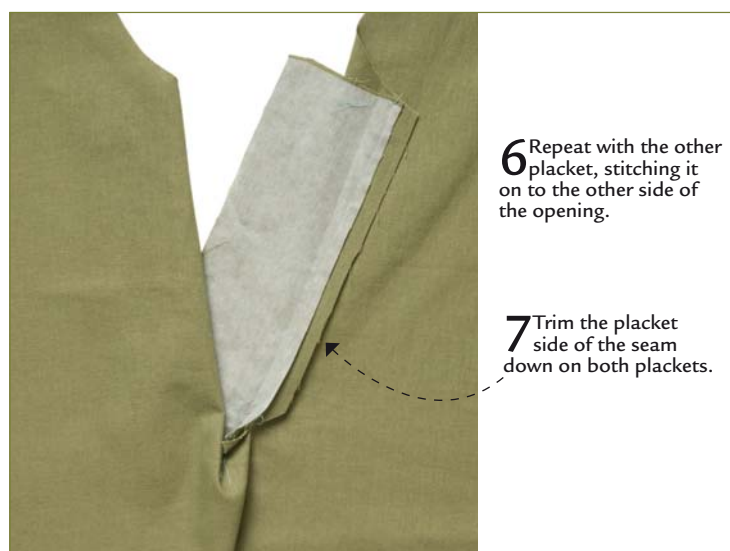 6 Repeat with the other
placket, stitching it
on to the other side of
the opening.
7 Trim the placket
side of the seam
down on both plackets.